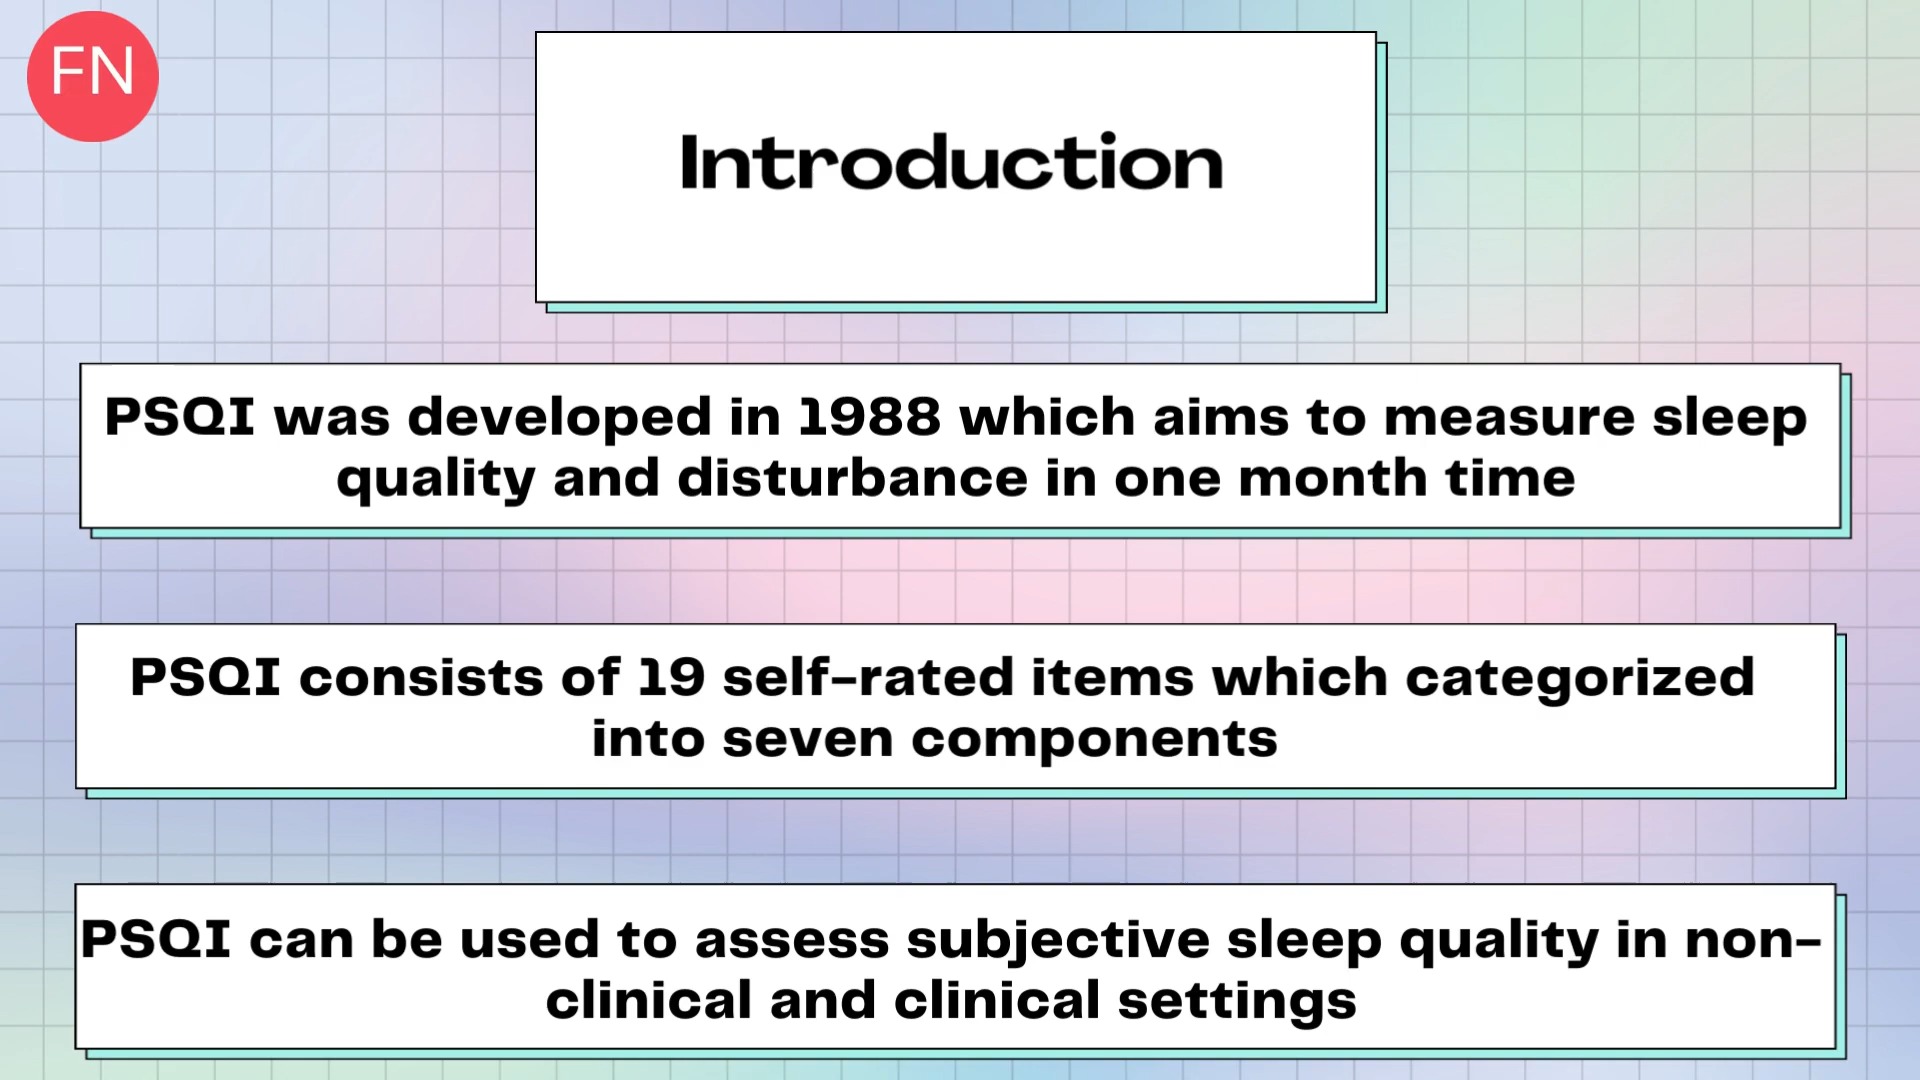 FN
Introduction
PSQI was developed in 1988 which aims to measure sleep
quality and disturbance in one month time
PSQI consists of 19 self-rated items which categorized
into seven components
PSQI can be used to assess subjective sleep quality in non-
clinical and clinical settings